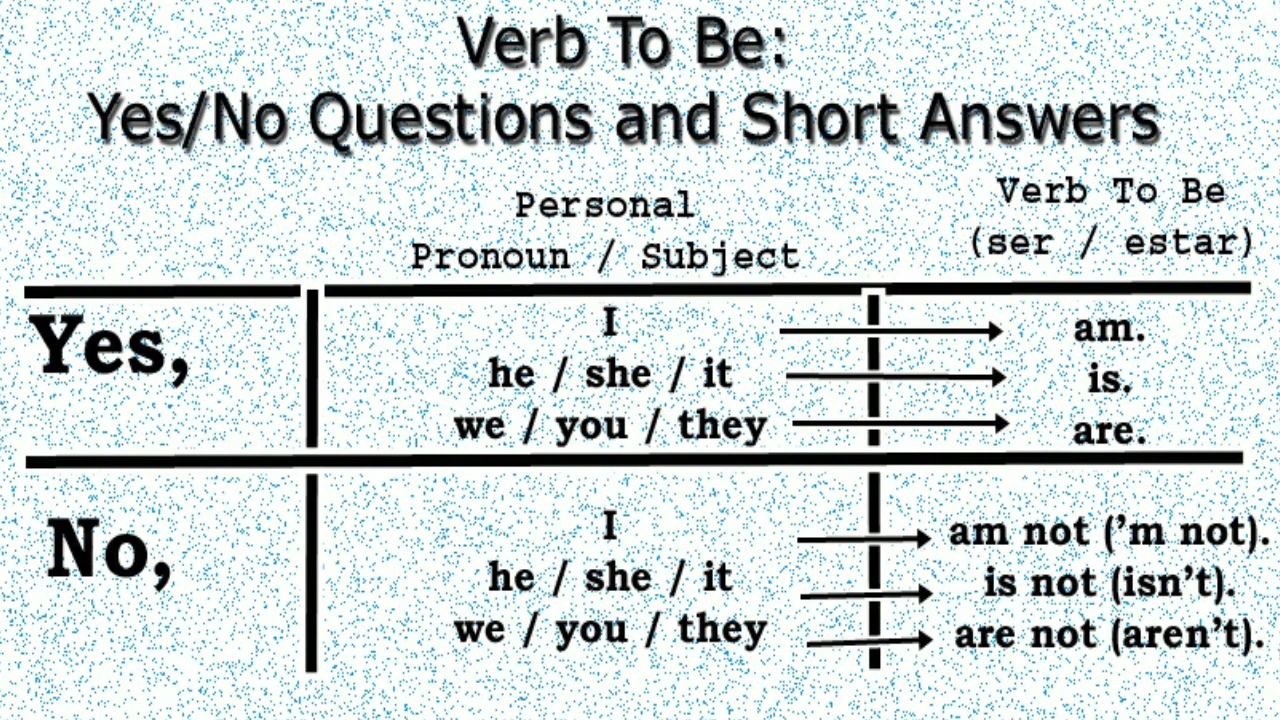 Verb To Be:
Yes/No Questions and Short Answers
Personal
Pronoun / Subject
Verb To Be
(ser / estar)
Yes,
I
he / she / it
we / you / they
am.
is.
are.
No,
I
he / she / it
we / you / they
am not (’m not).
is not (isn’t).
are not (aren’t).